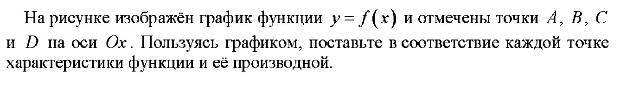 На рисунке изображён график функции y = f(x) и отмечены точки A, B, C
и D на оси Ox. Пользуясь графиком, поставьте в соответствие каждой точке
характеристики функции и её производной.